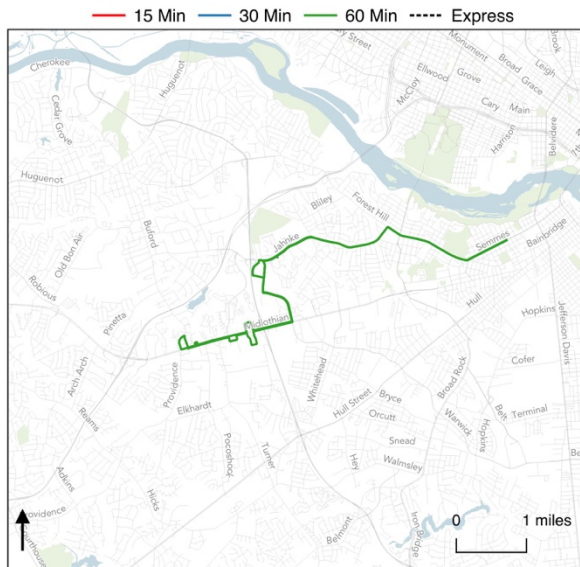 15 Min 30 Min 60 Min Express
Cherokee
Huguenot
Cedar Grove
Huguenot
Buford
Old Bon Air
Robious
Pinetta
Arch Arch
Reams
Adkins
Providence
Courthouse
Providence
Elkhardt
Hicks
Pocoshock
Turner
Belmont
Midlothian
Jahnke
Bliley
Forest Hill
Whitehead
Hull Street
Bryce
Orcutt
Snead
Hey
Walmsley
Iron Bridge
Broad Rock
Warwick
Hopkins
Belt
Terminal
Cofer
Hopkins
Jefferson Davis
Hull
Bainbridge
Semmes
Belvidere
McCloy
Ellwood
Grove
Cary
Main
Harrison
Monument
Broad
Grace
Leigh
Brook
0 1 miles